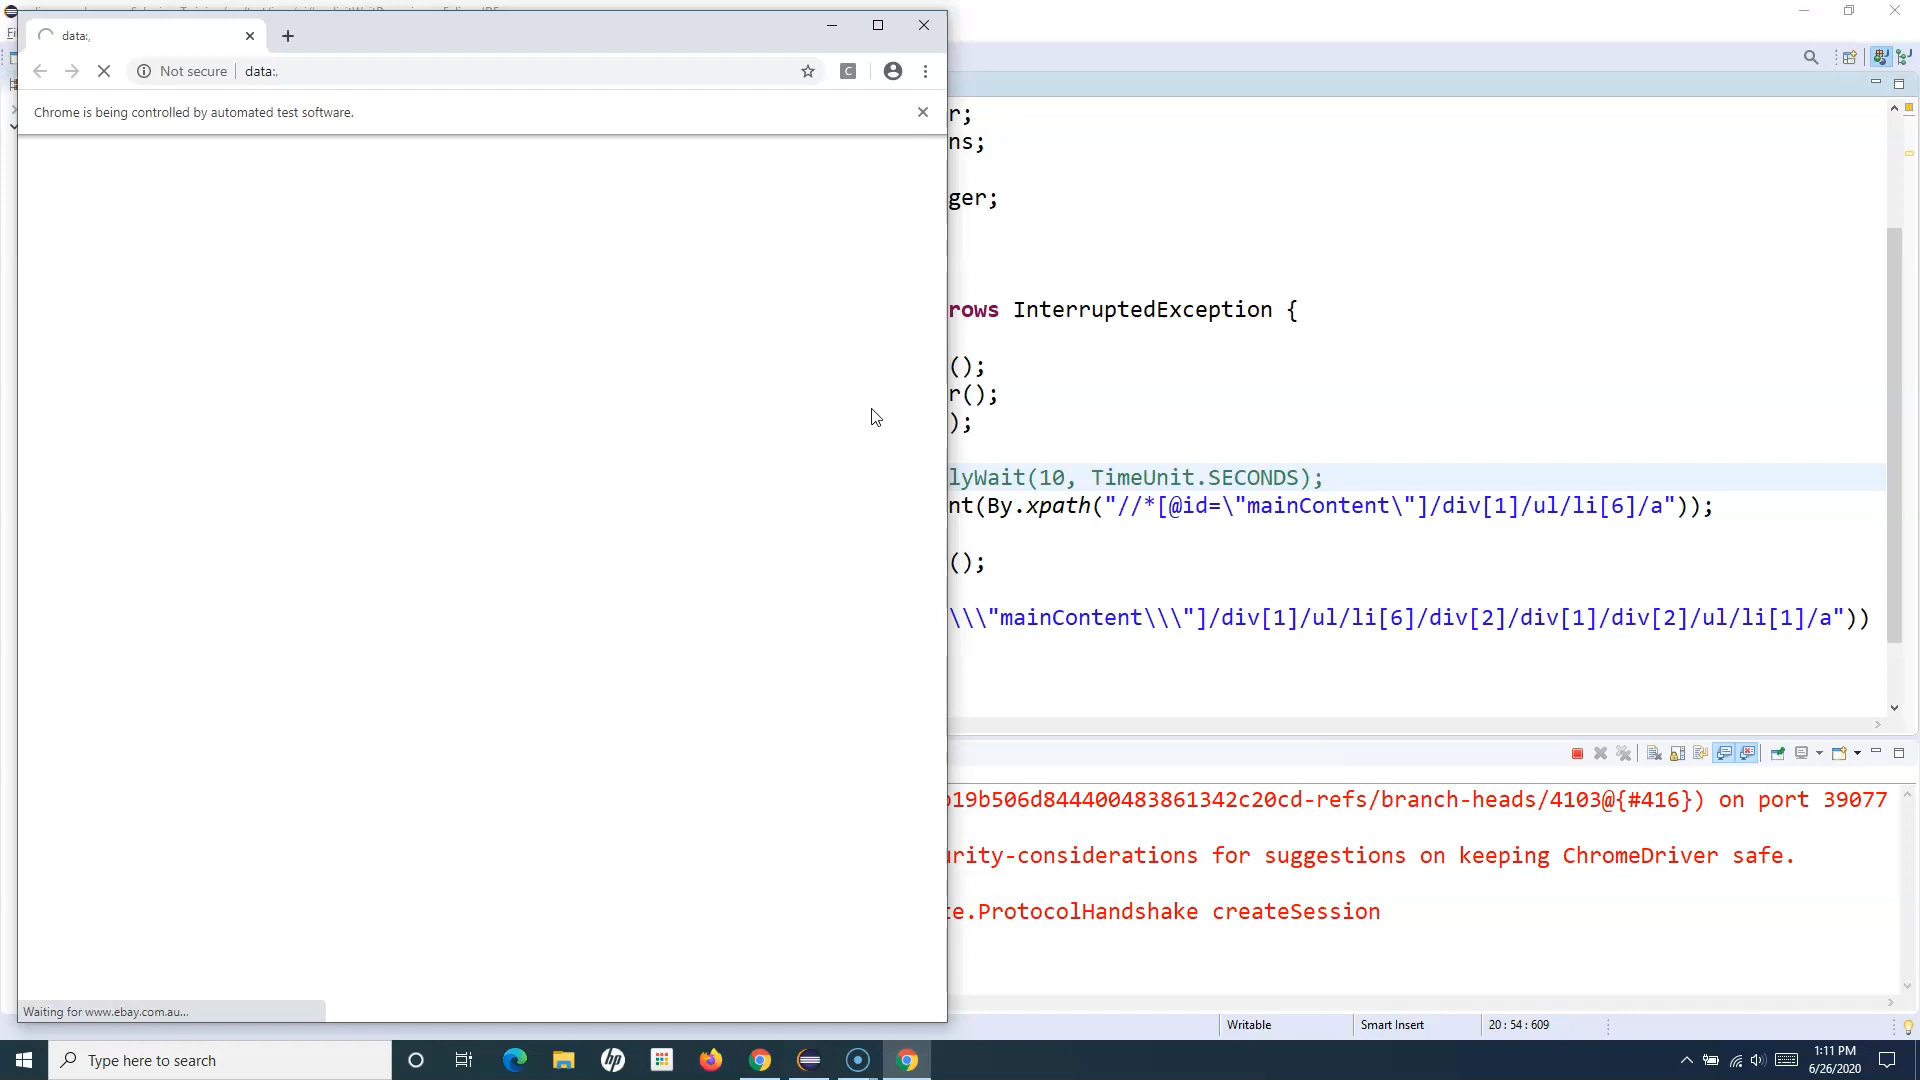 data:,
Not secure
data:,
Chrome is being controlled by automated test software.
r;
ns;
ger;
rows InterruptedException {
();
r();
);
lyWait(10, TimeUnit.SECONDS);
nt(By.xpath("//*[@id=\"mainContent\"]/div[1]/ul/li[6]/a"));
();
\\\"mainContent\\\"]/div[1]/ul/li[6]/div[2]/div[1]/div[2]/ul/li[1]/a"))
19b506d844400483861342c20cd-refs/branch-heads/4103@{#416}) on port 39077
rity-considerations for suggestions on keeping ChromeDriver safe.
te.ProtocolHandshake createSession
Waiting for www.ebay.com.au...
Writable
Smart Insert
20 : 54 : 609
Type here to search
hp
1:11 PM
6/26/2020